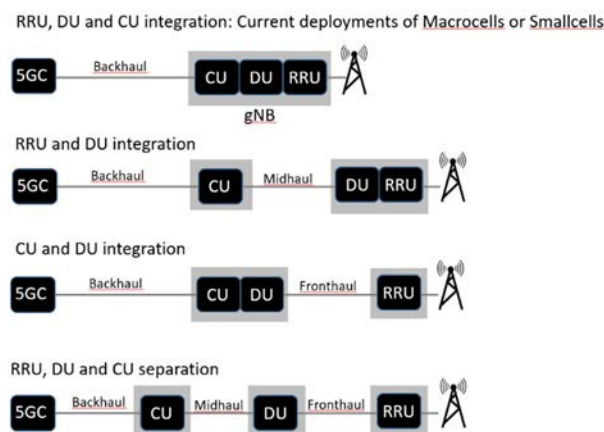 RRU, DU and CU integration: Current deployments of Macrocells or Smallcells
Backhaul
5GC CU DU RRU
gNB
RRU and DU integration
Backhaul Midhaul
5GC CU DU RRU
CU and DU integration
Backhaul Fronthaul
5GC CU DU RRU
RRU, DU and CU separation
Backhaul Midhaul Fronthaul
5GC CU DU RRU